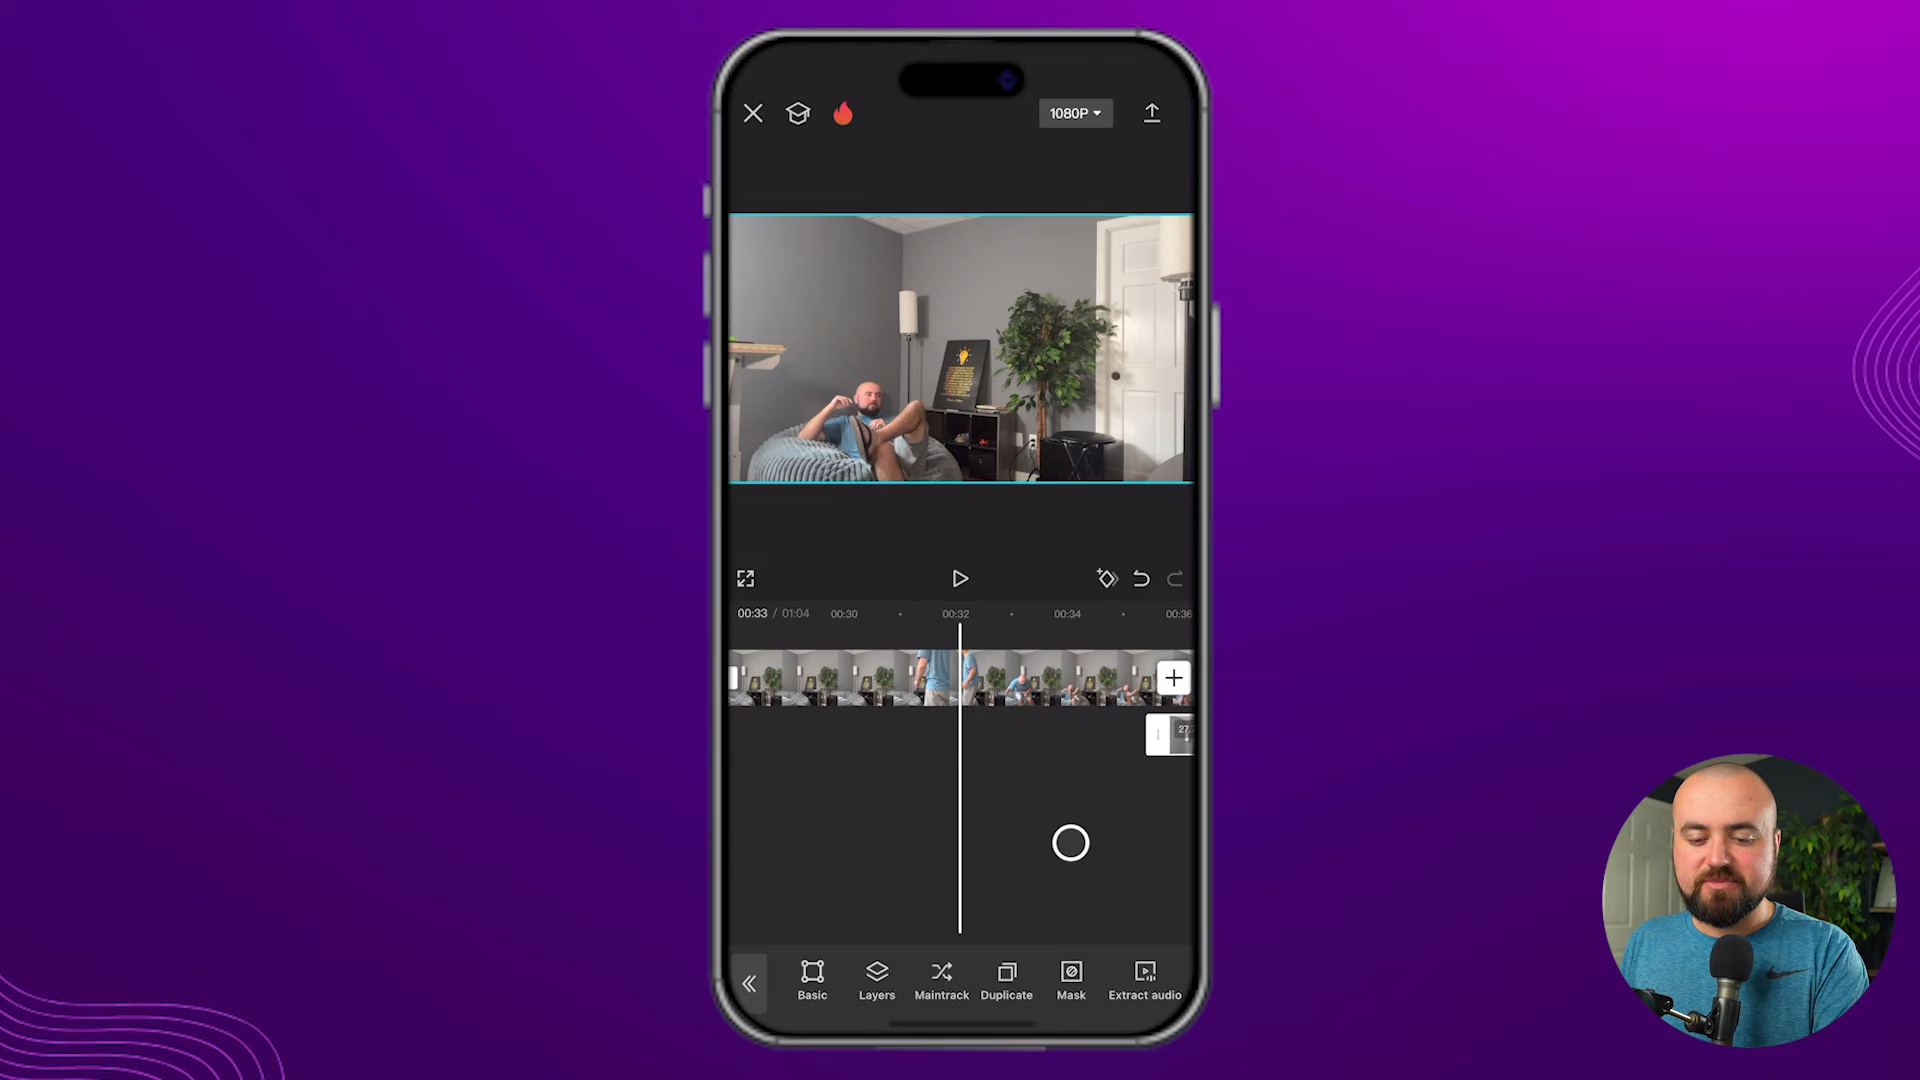 1080P
00:33 / 01:04 00:30 00:32 00:34 00:36
27.
Basic Layers Maintrack Duplicate Mask Extract audio